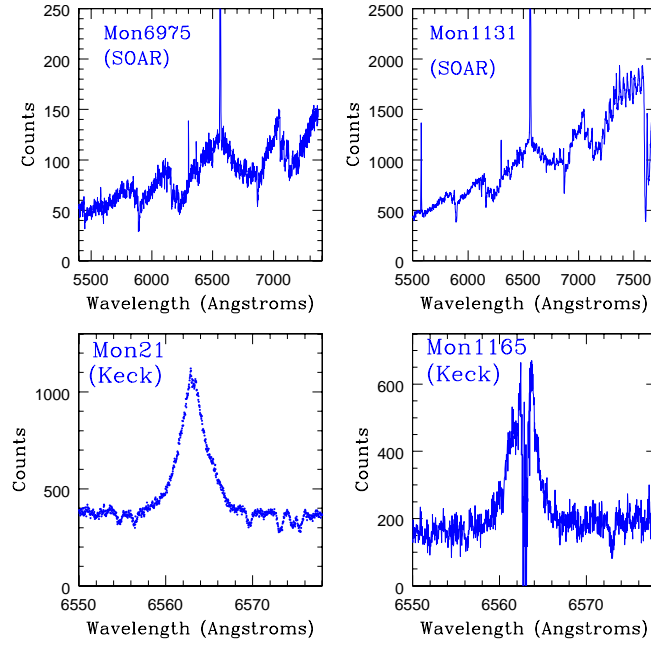 250
Mon6975
(SOAR)
200
150
100
50
0
Counts
5500 6000 6500 7000
Wavelength (Angstroms)
2500
Mon1131
(SOAR)
2000
1500
1000
500
0
Counts
5500 6000 6500 7000 7500
Wavelength (Angstroms)
Mon21
(Keck)
1000
500
0
Counts
6550 6560 6570
Wavelength (Angstroms)
Mon1165
(Keck)
600
400
200
0
Counts
6550 6560 6570
Wavelength (Angstroms)